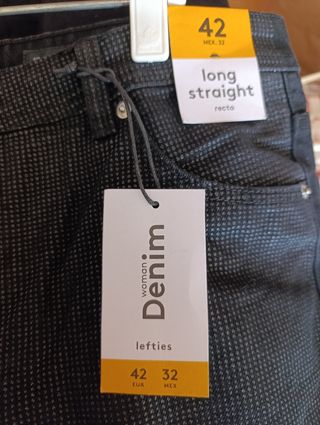 42
MEX. 32
long
straight
recto
woman
Denim
lefties
42 32
EUR MEX